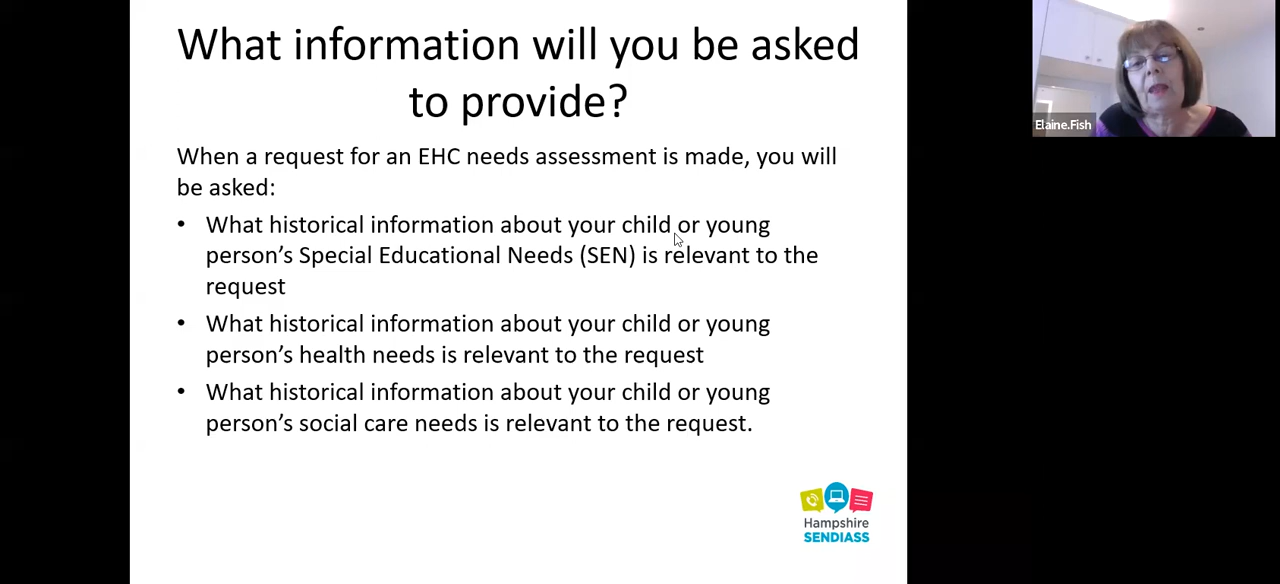 What information will you be asked
to provide?
When a request for an EHC needs assessment is made, you will
be asked:
• What historical information about your child or young
person’s Special Educational Needs (SEN) is relevant to the
request
• What historical information about your child or young
person’s health needs is relevant to the request
• What historical information about your child or young
person’s social care needs is relevant to the request.
Hampshire
SENDIASS
Elaine.Fish